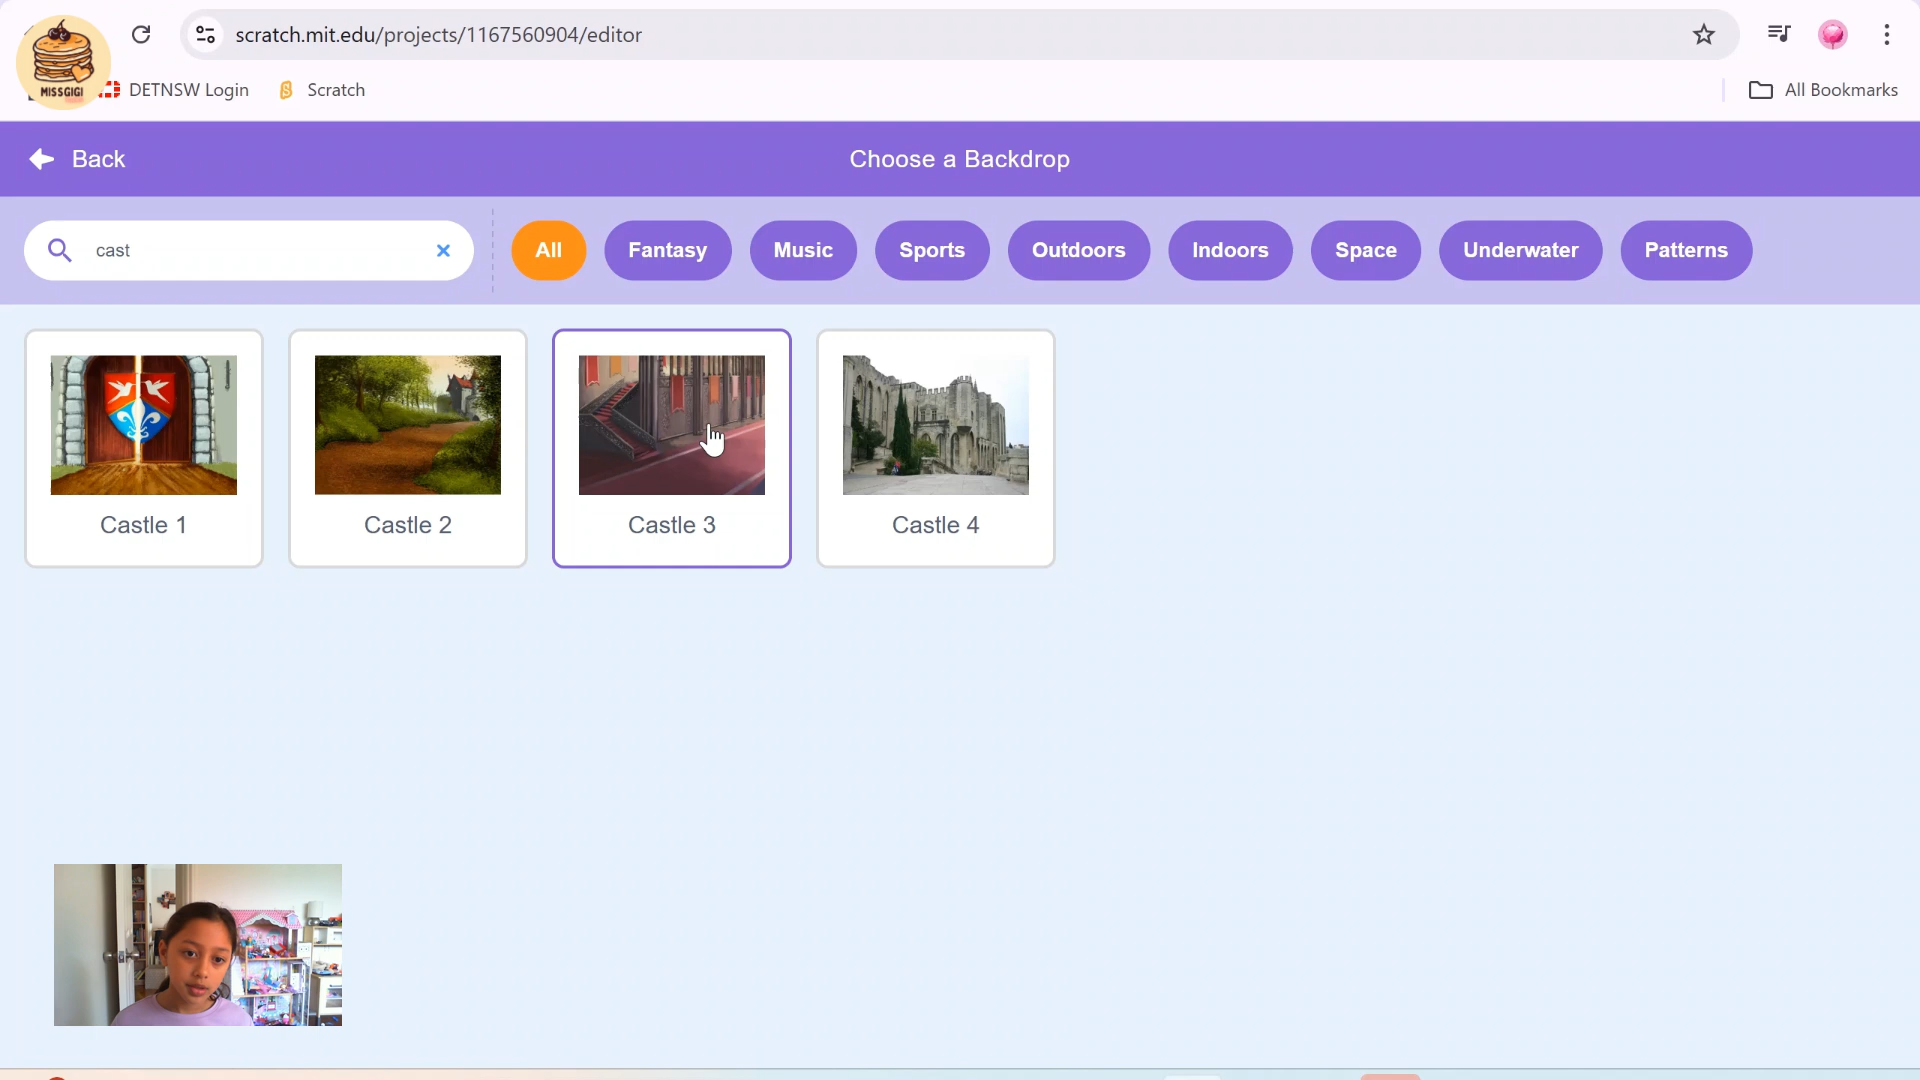 scratch.mit.edu/projects/1167560904/editor
MISSGIGI
DETNSW Login
Scratch
All Bookmarks
Back
Choose a Backdrop
cast
All
Fantasy
Music
Sports
Outdoors
Indoors
Space
Underwater
Patterns
Castle 1
Castle 2
Castle 3
Castle 4